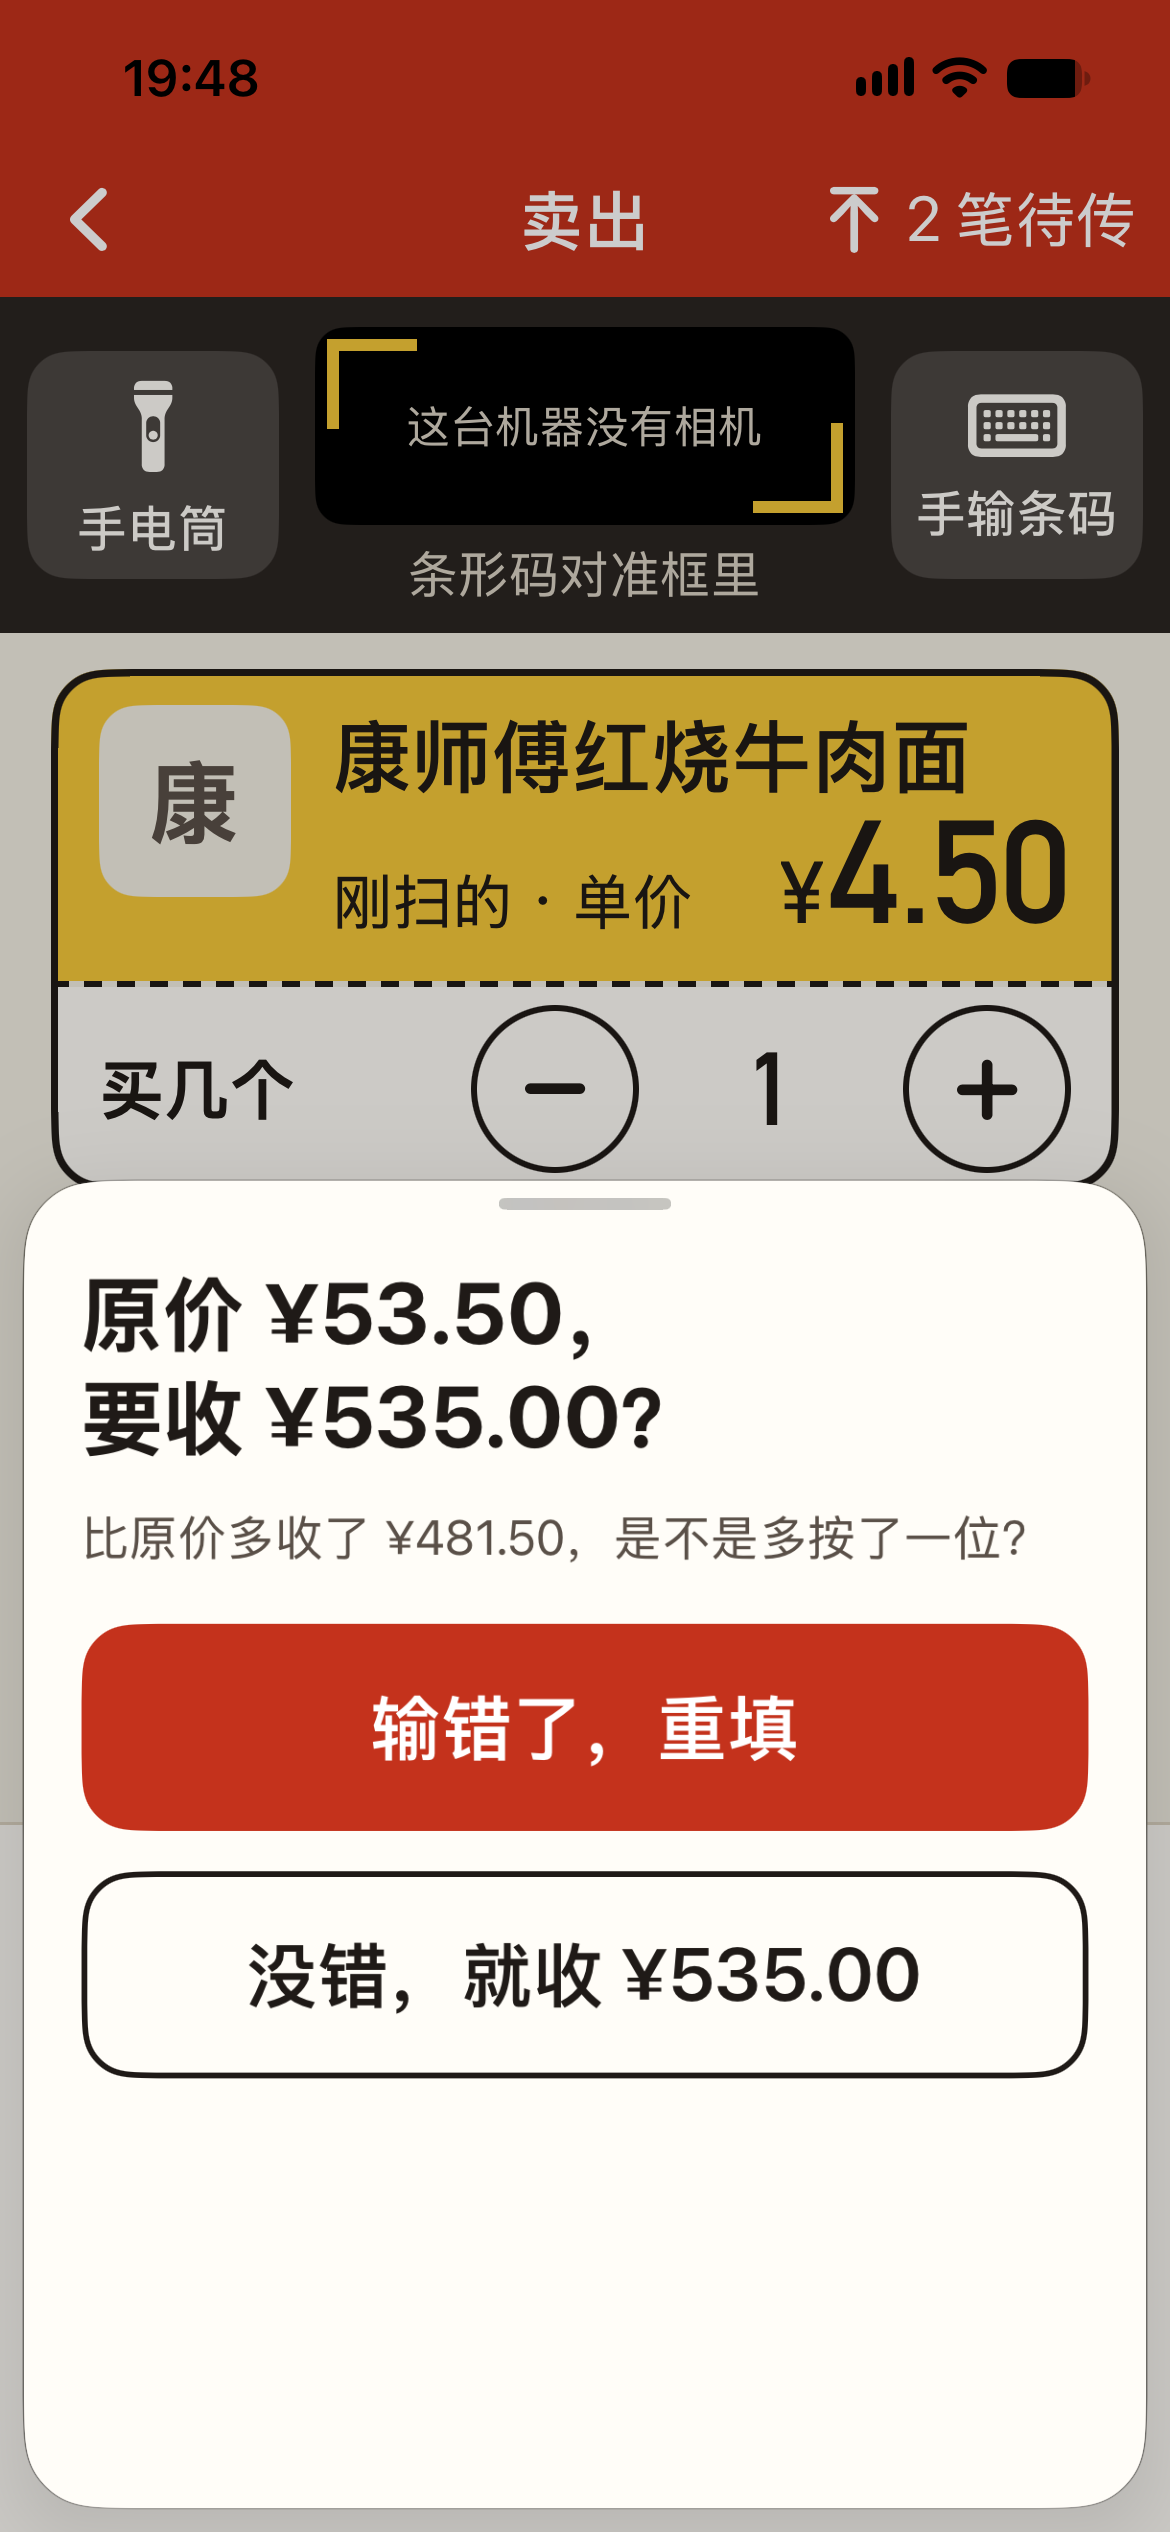 19:48
卖出
2 笔待传
手电筒
这台机器没有相机
条形码对准框里
手输条码
康
康师傅红烧牛肉面
刚扫的 · 单价
¥4.50
买几个
1
原价 ¥53.50，
要收 ¥535.00?
比原价多收了 ¥481.50，是不是多按了一位?
输错了，重填
没错，就收 ¥535.00